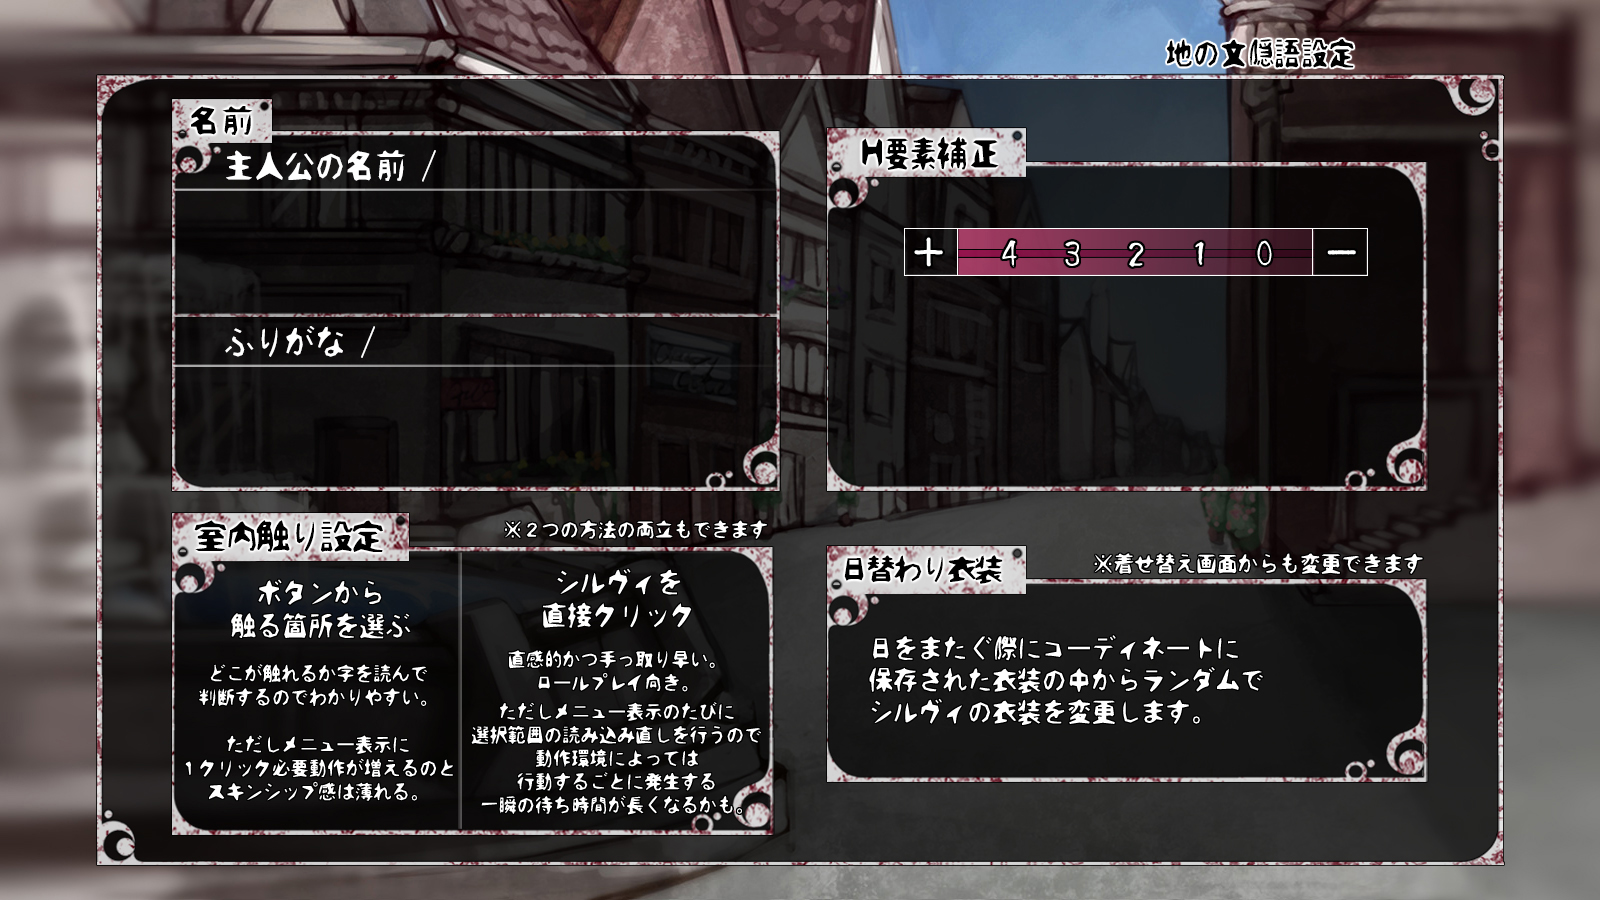 地の文隠語設定
名前
主人公の名前 /
ふりがな /
H要素補正
+ 4 3 2 1 0 −
室内触り設定
※２つの方法の両立もできます
ボタンから
触る箇所を選ぶ
どこが触れるか字を読んで
判断するのでわかりやすい。
ただしメニュー表示に
１クリック必要動作が増えるのと
スキンシップ感は薄れる。
シルヴィを
直接クリック
直感的かつ手っ取り早い。
ロールプレイ向き。
ただしメニュー表示のたびに
選択範囲の読み込み直しを行うので
動作環境によっては
行動するごとに発生する
一瞬の待ち時間が長くなるかも。
日替わり衣装
※着せ替え画面からも変更できます
日をまたぐ際にコーディネートに
保存された衣装の中からランダムで
シルヴィの衣装を変更します。